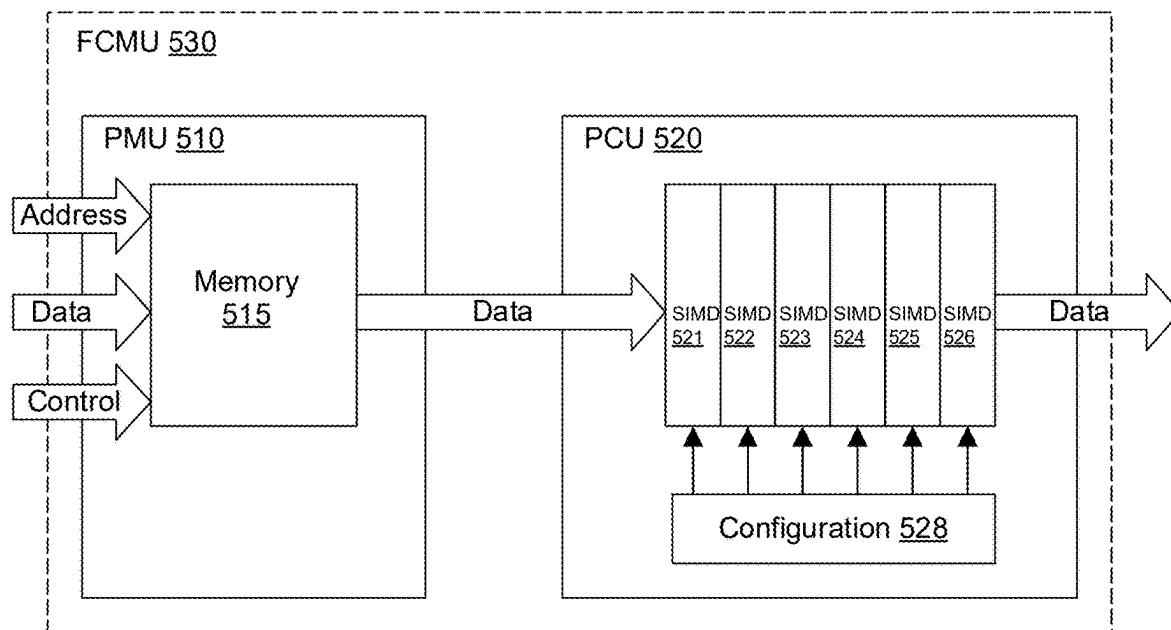 FCMU 530
PMU 510
PCU 520
Address
Memory
515
Data
Data
Data
Control
SIMD
521
SIMD
522
SIMD
523
SIMD
524
SIMD
525
SIMD
526
Configuration 528